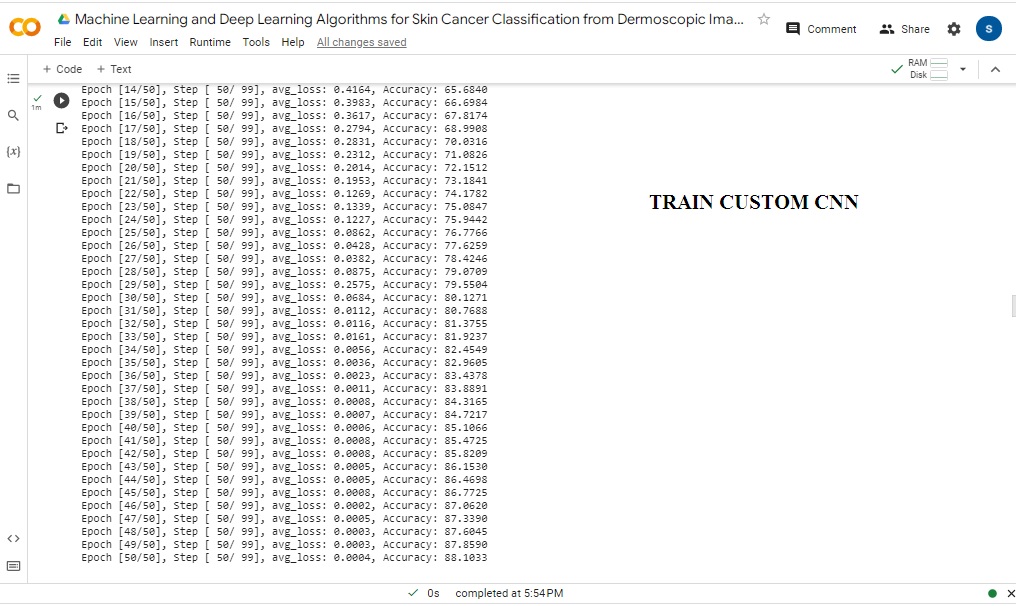 Machine Learning and Deep Learning Algorithms for Skin Cancer Classification from Dermoscopic Ima...
Comment
Share
S
File Edit View Insert Runtime Tools Help All changes saved
+ Code + Text
RAM
Disk
1m
{x}
Epoch [14/50], Step [ 50/ 99], avg_loss: 0.4164, Accuracy: 65.6840
Epoch [15/50], Step [ 50/ 99], avg_loss: 0.3983, Accuracy: 66.6984
Epoch [16/50], Step [ 50/ 99], avg_loss: 0.3617, Accuracy: 67.8174
Epoch [17/50], Step [ 50/ 99], avg_loss: 0.2794, Accuracy: 68.9908
Epoch [18/50], Step [ 50/ 99], avg_loss: 0.2831, Accuracy: 70.0316
Epoch [19/50], Step [ 50/ 99], avg_loss: 0.2312, Accuracy: 71.0826
Epoch [20/50], Step [ 50/ 99], avg_loss: 0.2014, Accuracy: 72.1512
Epoch [21/50], Step [ 50/ 99], avg_loss: 0.1953, Accuracy: 73.1841
Epoch [22/50], Step [ 50/ 99], avg_loss: 0.1269, Accuracy: 74.1782
Epoch [23/50], Step [ 50/ 99], avg_loss: 0.1339, Accuracy: 75.0847
Epoch [24/50], Step [ 50/ 99], avg_loss: 0.1227, Accuracy: 75.9442
Epoch [25/50], Step [ 50/ 99], avg_loss: 0.0862, Accuracy: 76.7766
Epoch [26/50], Step [ 50/ 99], avg_loss: 0.0428, Accuracy: 77.6259
Epoch [27/50], Step [ 50/ 99], avg_loss: 0.0382, Accuracy: 78.4246
Epoch [28/50], Step [ 50/ 99], avg_loss: 0.0875, Accuracy: 79.0709
Epoch [29/50], Step [ 50/ 99], avg_loss: 0.2575, Accuracy: 79.5504
Epoch [30/50], Step [ 50/ 99], avg_loss: 0.0684, Accuracy: 80.1271
Epoch [31/50], Step [ 50/ 99], avg_loss: 0.0112, Accuracy: 80.7688
Epoch [32/50], Step [ 50/ 99], avg_loss: 0.0116, Accuracy: 81.3755
Epoch [33/50], Step [ 50/ 99], avg_loss: 0.0161, Accuracy: 81.9237
Epoch [34/50], Step [ 50/ 99], avg_loss: 0.0056, Accuracy: 82.4549
Epoch [35/50], Step [ 50/ 99], avg_loss: 0.0036, Accuracy: 82.9605
Epoch [36/50], Step [ 50/ 99], avg_loss: 0.0023, Accuracy: 83.4378
Epoch [37/50], Step [ 50/ 99], avg_loss: 0.0011, Accuracy: 83.8891
Epoch [38/50], Step [ 50/ 99], avg_loss: 0.0008, Accuracy: 84.3165
Epoch [39/50], Step [ 50/ 99], avg_loss: 0.0007, Accuracy: 84.7217
Epoch [40/50], Step [ 50/ 99], avg_loss: 0.0006, Accuracy: 85.1066
Epoch [41/50], Step [ 50/ 99], avg_loss: 0.0008, Accuracy: 85.4725
Epoch [42/50], Step [ 50/ 99], avg_loss: 0.0008, Accuracy: 85.8209
Epoch [43/50], Step [ 50/ 99], avg_loss: 0.0005, Accuracy: 86.1530
Epoch [44/50], Step [ 50/ 99], avg_loss: 0.0005, Accuracy: 86.4698
Epoch [45/50], Step [ 50/ 99], avg_loss: 0.0008, Accuracy: 86.7725
Epoch [46/50], Step [ 50/ 99], avg_loss: 0.0002, Accuracy: 87.0620
Epoch [47/50], Step [ 50/ 99], avg_loss: 0.0005, Accuracy: 87.3390
Epoch [48/50], Step [ 50/ 99], avg_loss: 0.0003, Accuracy: 87.6045
Epoch [49/50], Step [ 50/ 99], avg_loss: 0.0003, Accuracy: 87.8590
Epoch [50/50], Step [ 50/ 99], avg_loss: 0.0004, Accuracy: 88.1033
TRAIN CUSTOM CNN
0s completed at 5:54 PM